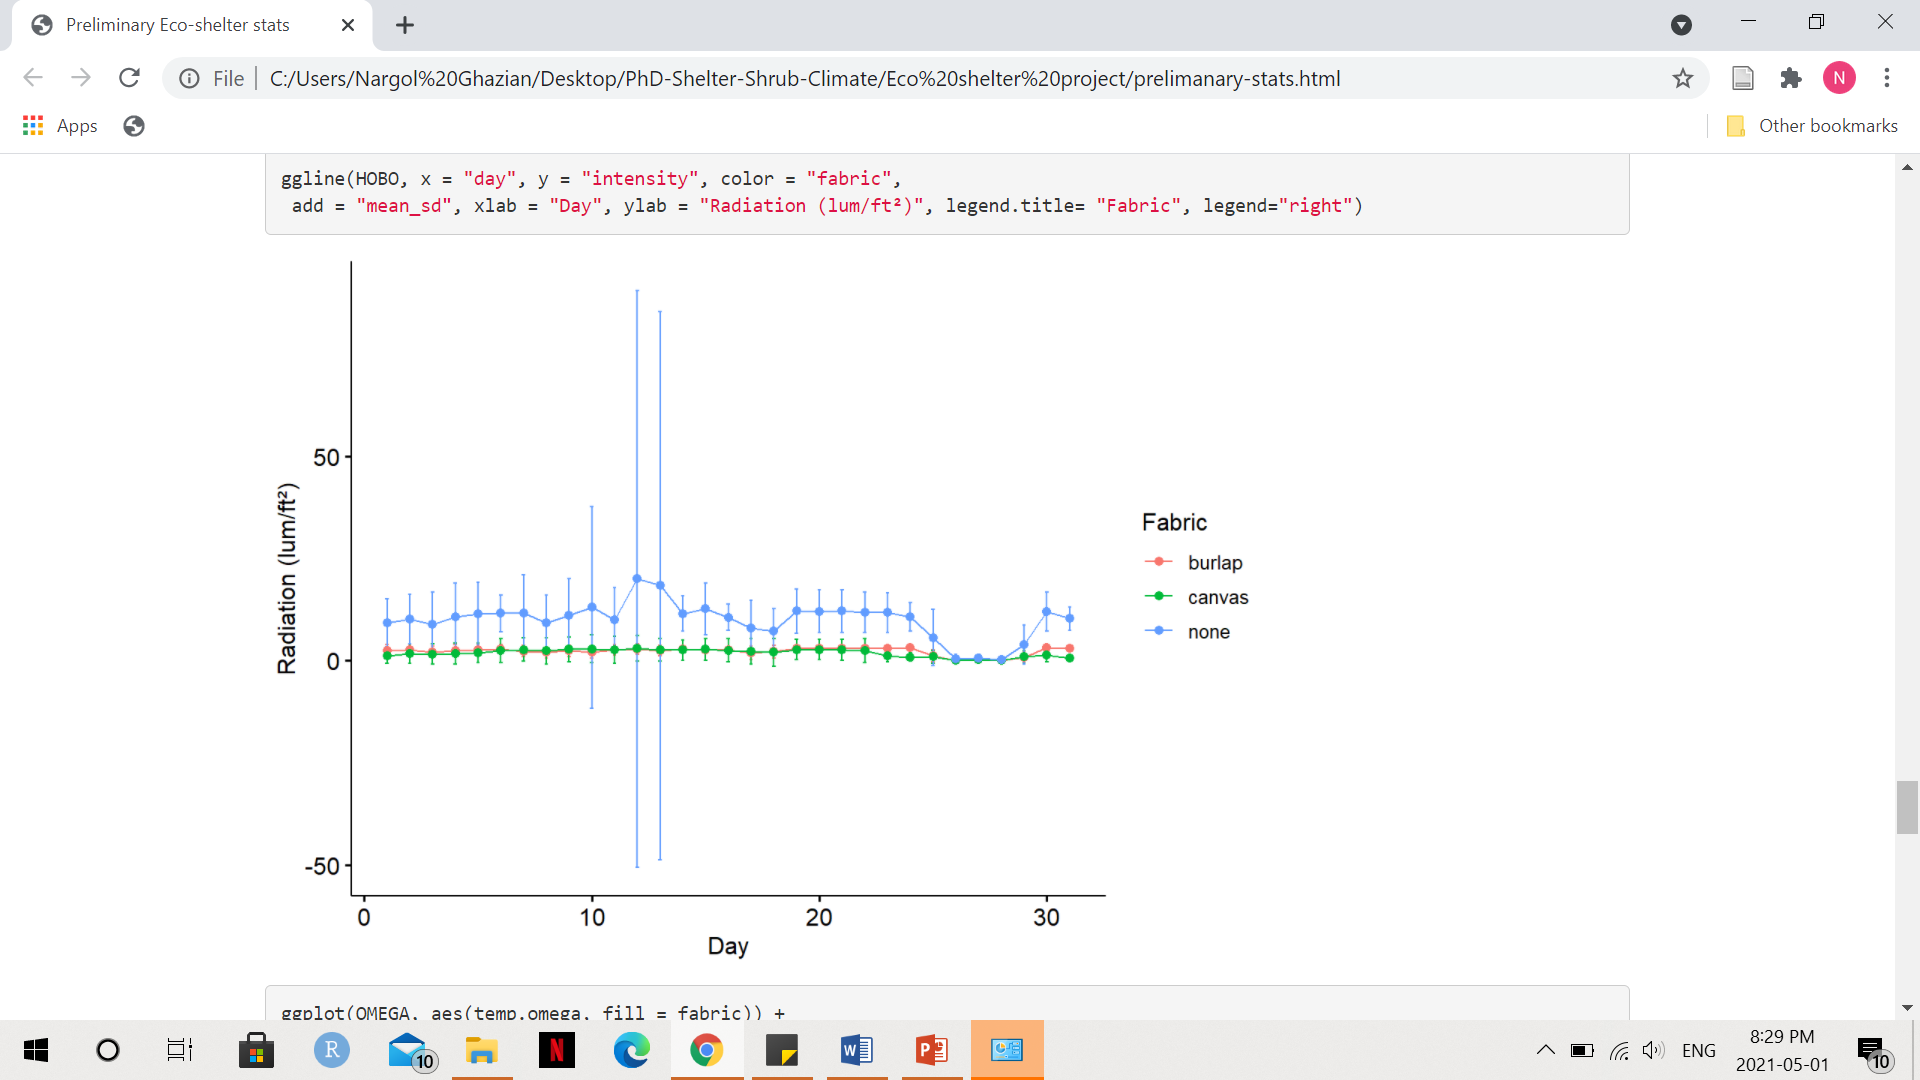 Preliminary Eco-shelter stats
File C:/Users/Nargol%20Ghazian/Desktop/PhD-Shelter-Shrub-Climate/Eco%20shelter%20project/prelimanary-stats.html
N
Apps
Other bookmarks
ggline(HOBO, x = "day", y = "intensity", color = "fabric",
add = "mean_sd", xlab = "Day", ylab = "Radiation (lum/ft²)", legend.title= "Fabric", legend="right")
50
0
-50
Radiation (lum/ft²)
0 10 20 30
Day
Fabric
burlap
canvas
none
ggplot(OMEGA, aes(temp.omega, fill = fabric)) +
R
10
N
W
P
ENG
8:29 PM
2021-05-01
10